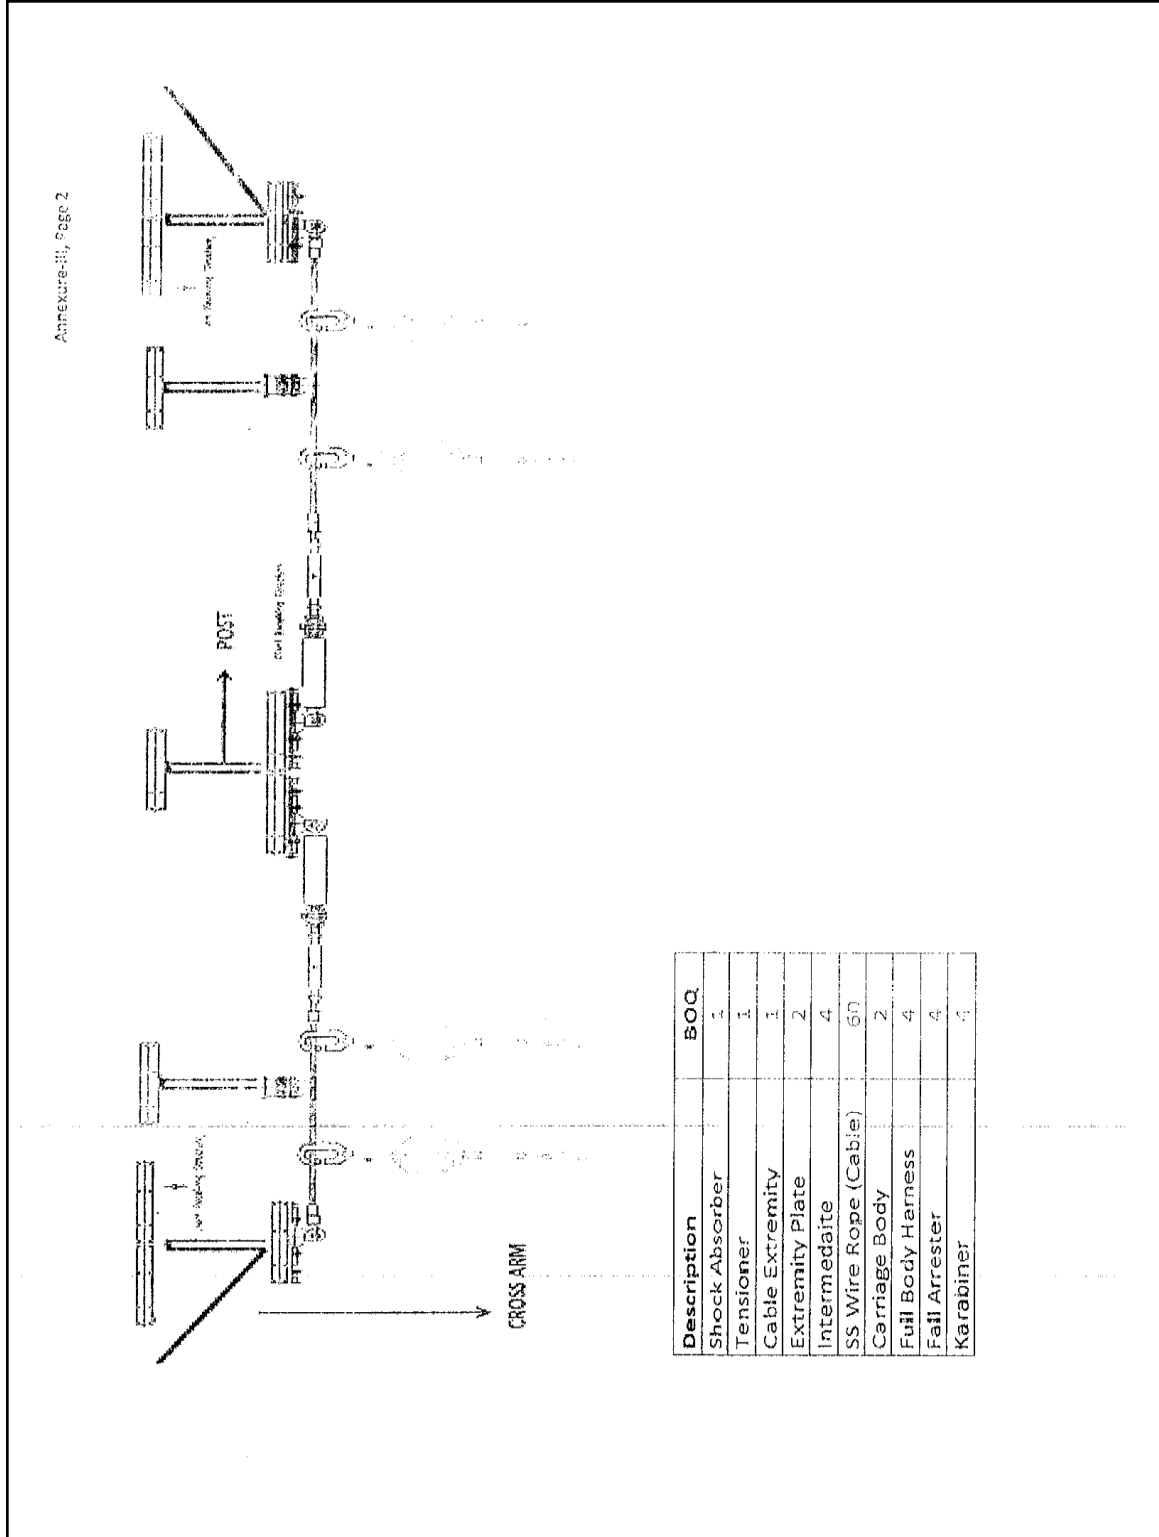 Annexure-III, Page 2
POST
CROSS ARM
Description BOQ
Shock Absorber 1
Tensioner 1
Cable Extremity 1
Extremity Plate 2
Intermedaite 4
SS Wire Rope (Cable) 60
Carriage Body 2
Full Body Harness 4
Fall Arrester 4
Karabiner 4